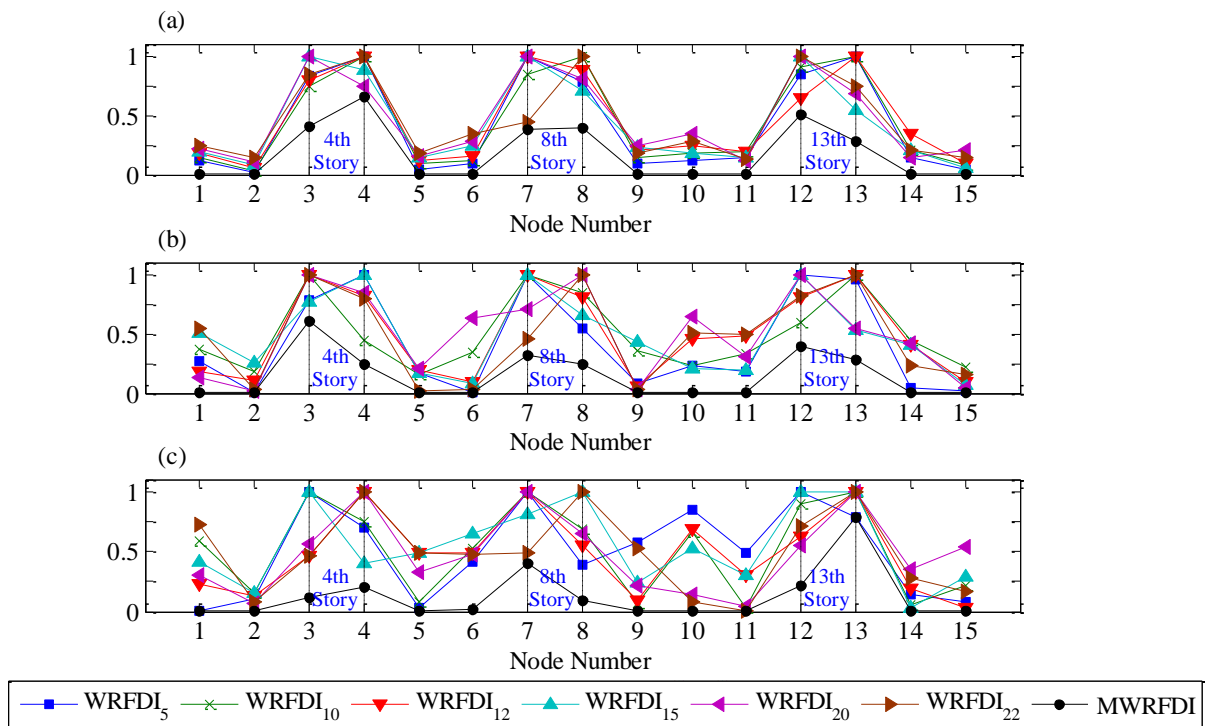 (a)
1
0.5
0
4th
Story
8th
Story
13th
Story
1 2 3 4 5 6 7 8 9 10 11 12 13 14 15
Node Number
(b)
1
0.5
0
4th
Story
8th
Story
13th
Story
1 2 3 4 5 6 7 8 9 10 11 12 13 14 15
Node Number
(c)
1
0.5
0
4th
Story
8th
Story
13th
Story
1 2 3 4 5 6 7 8 9 10 11 12 13 14 15
Node Number
WRFDI5 WRFDI10 WRFDI12 WRFDI15 WRFDI20 WRFDI22 MWRFDI